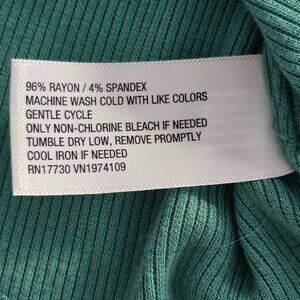 96% RAYON / 4% SPANDEX
MACHINE WASH COLD WITH LIKE COLORS
GENTLE CYCLE
ONLY NON-CHLORINE BLEACH IF NEEDED
TUMBLE DRY LOW, REMOVE PROMPTLY
COOL IRON IF NEEDED
RN17730 VN1974109